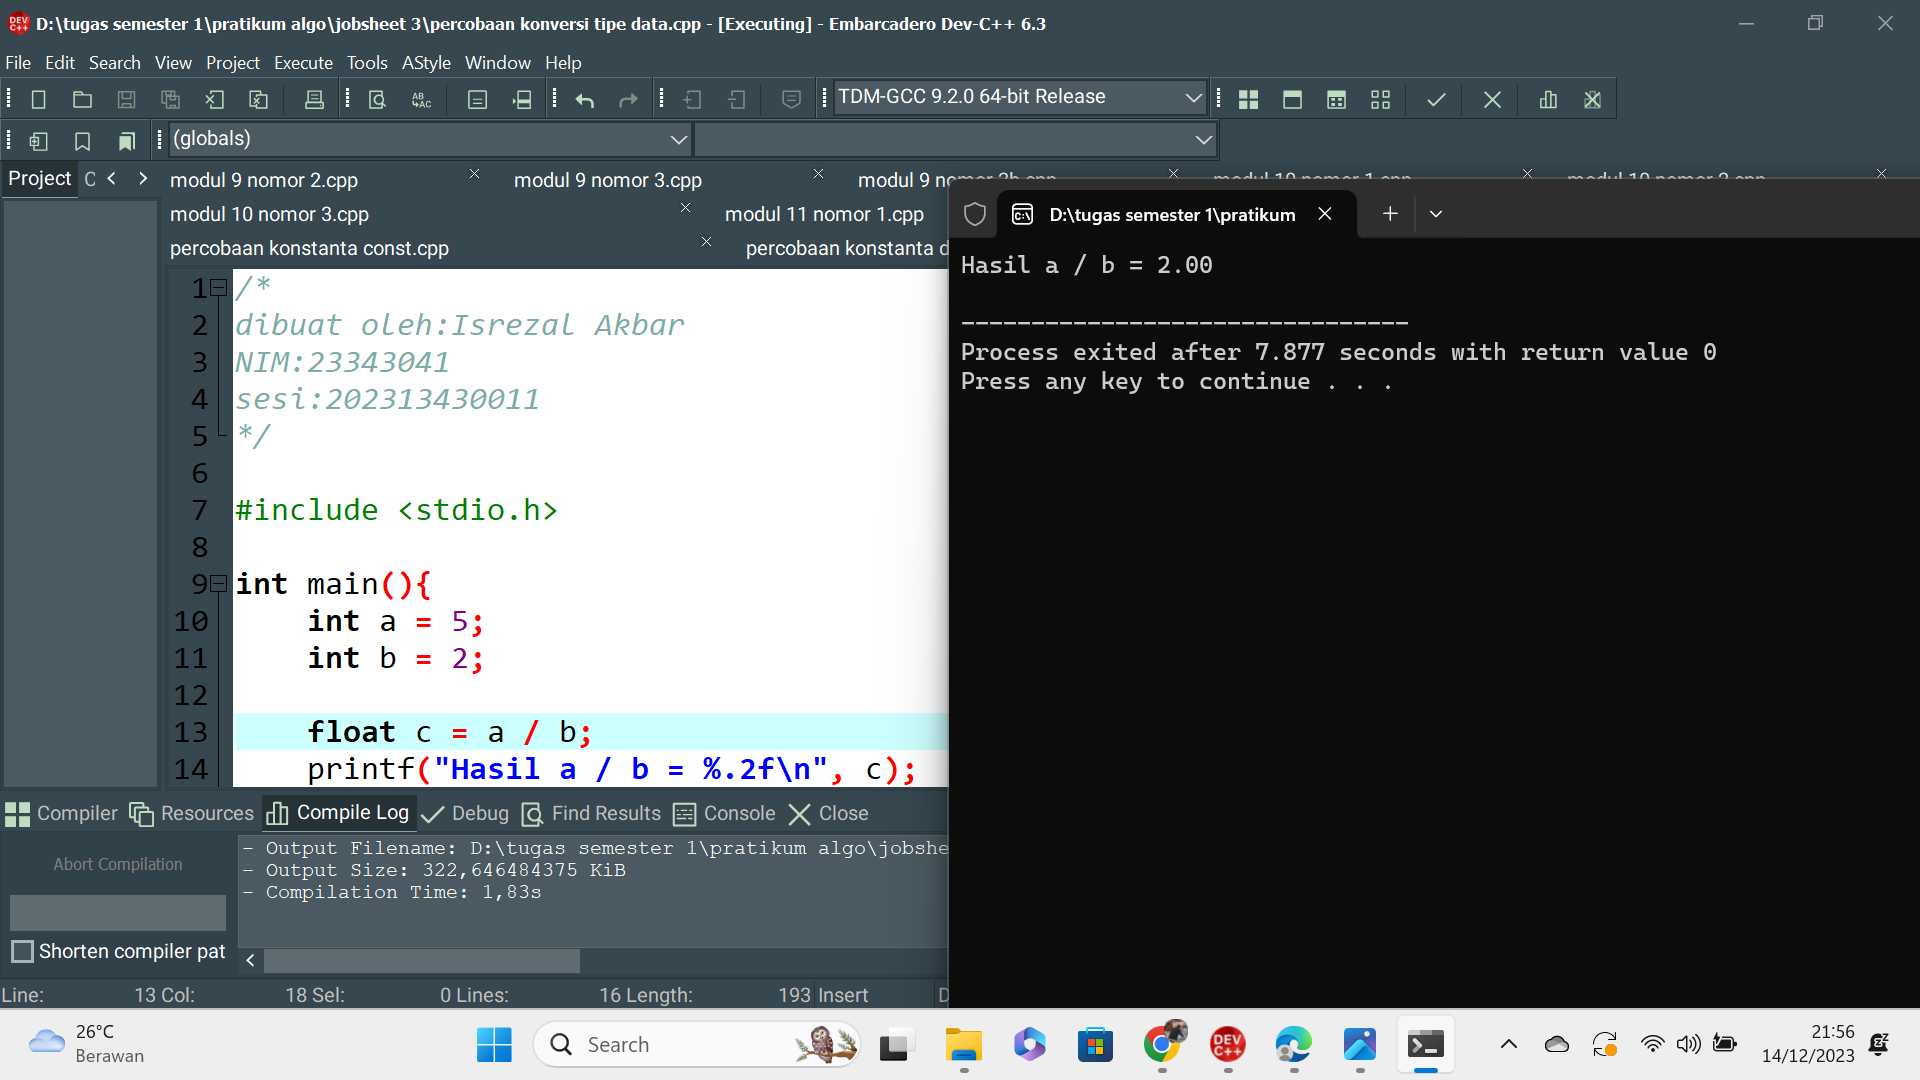 D:\tugas semester 1\pratikum algo\jobsheet 3\percobaan konversi tipe data.cpp - [Executing] - Embarcadero Dev-C++ 6.3
File Edit Search View Project Execute Tools AStyle Window Help
TDM-GCC 9.2.0 64-bit Release
(globals)
Project
modul 9 nomor 2.cpp
modul 9 nomor 3.cpp
modul 10 nomor 3.cpp
modul 11 nomor 1.cpp
percobaan konstanta const.cpp
percobaan konstanta
1 /*
2 dibuat oleh:Isrezal Akbar
3 NIM:23343041
4 sesi:202313430011
5 */
6
7 #include <stdio.h>
8
9 int main(){
10 int a = 5;
11 int b = 2;
12
13 float c = a / b;
14 printf("Hasil a / b = %.2f\n", c);
D:\tugas semester 1\pratikum
Hasil a / b = 2.00
--------------------------------
Process exited after 7.877 seconds with return value 0
Press any key to continue . . .
Compiler Resources Compile Log Debug Find Results Console Close
Abort Compilation
Shorten compiler pat
- Output Filename: D:\tugas semester 1\pratikum algo\jobshe
- Output Size: 322,646484375 KiB
- Compilation Time: 1,83s
Line: 13 Col: 18 Sel: 0 Lines: 16 Length: 193 Insert
26°C
Berawan
Search
DEV C++
21:56
14/12/2023